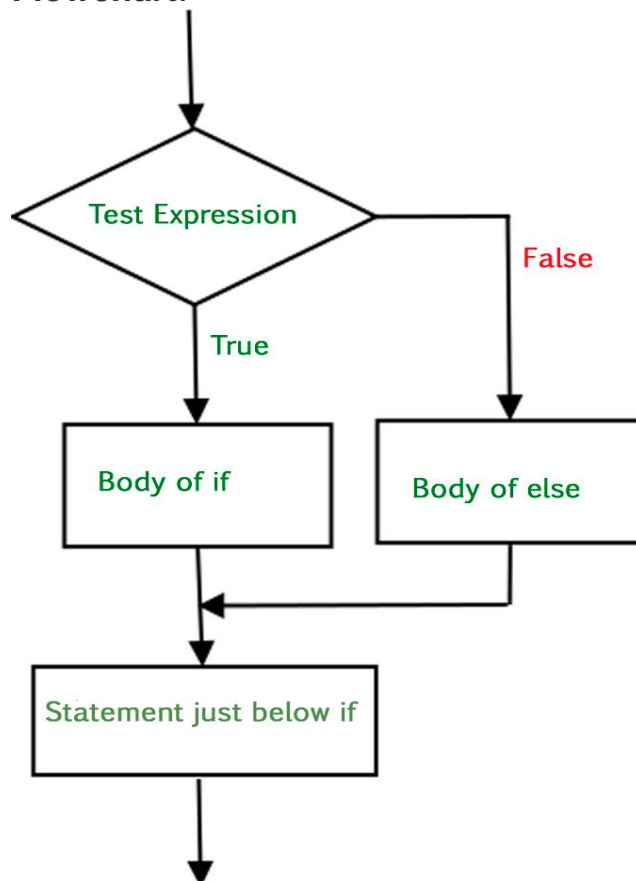 Test Expression
False
True
Body of if
Body of else
Statement just below if